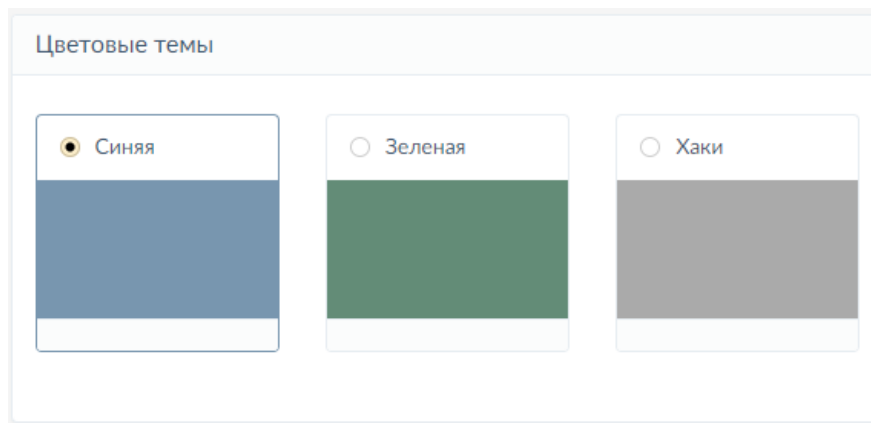 Цветовые темы
Синяя
Зеленая
Хаки